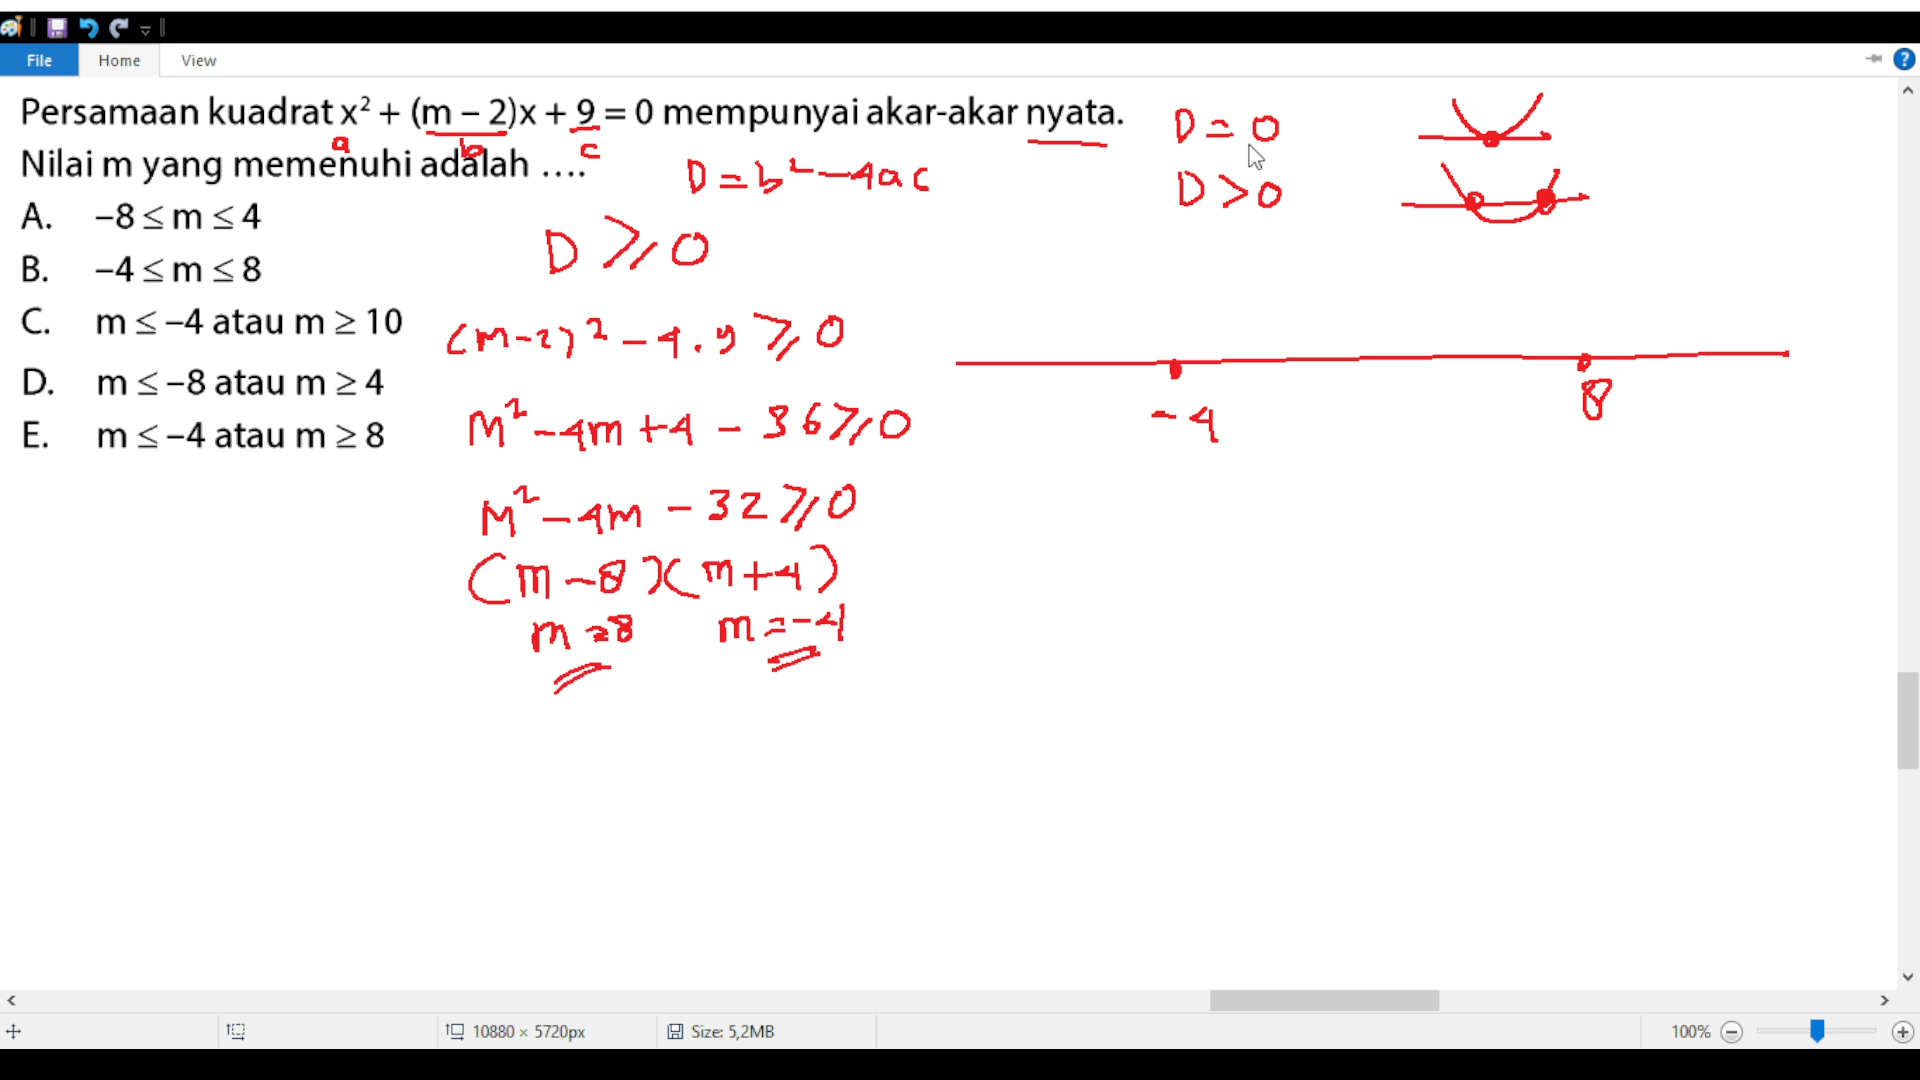 File Home View
Persamaan kuadrat x² + (m – 2)x + 9 = 0 mempunyai akar-akar nyata.
a b c
Nilai m yang memenuhi adalah ....
D = b² - 4ac
D = 0
D > 0
A. –8 ≤ m ≤ 4
B. –4 ≤ m ≤ 8
C. m ≤ –4 atau m ≥ 10
D. m ≤ –8 atau m ≥ 4
E. m ≤ –4 atau m ≥ 8
D ≥ 0
(m-2)² - 4.9 ≥ 0
m² - 4m + 4 - 36 ≥ 0
m² - 4m - 32 ≥ 0
(m - 8)(m + 4)
m = 8 m = -4
-4 8
10880 × 5720px Size: 5,2MB 100%